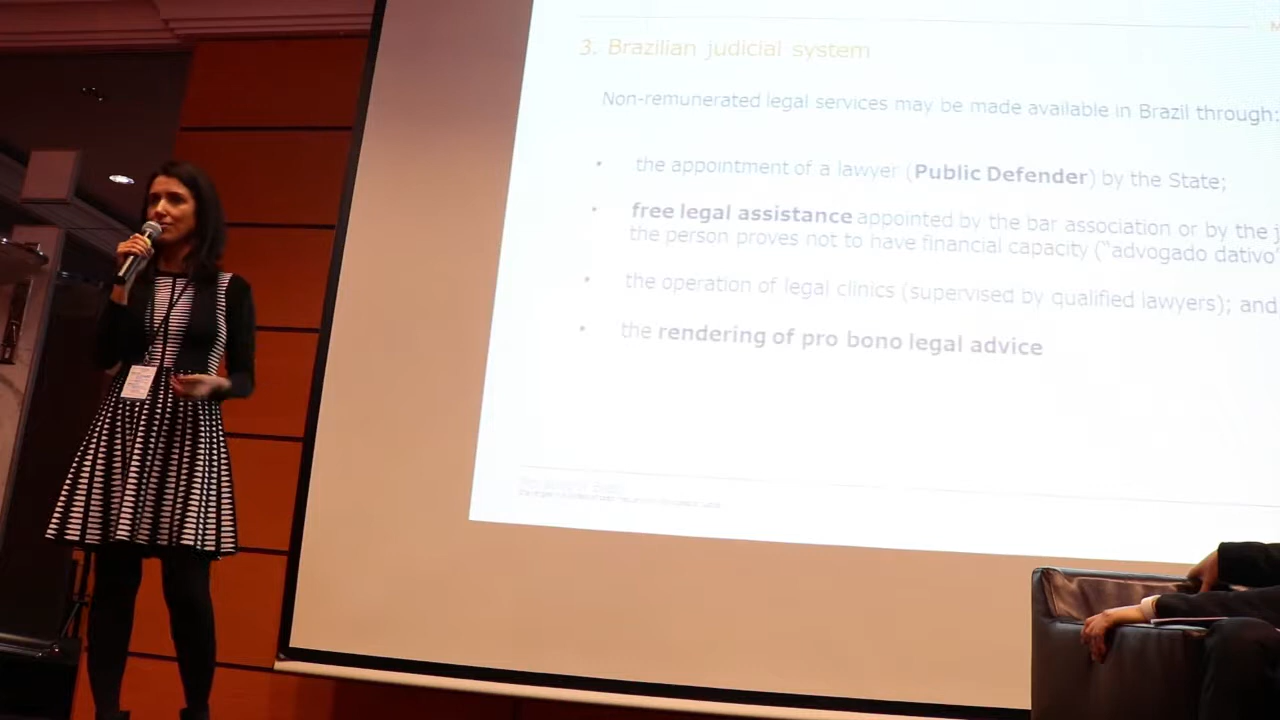 M
3. Brazilian judicial system
Non-remunerated legal services may be made available in Brazil through:
• the appointment of a lawyer (Public Defender) by the State;
• free legal assistance appointed by the bar association or by the j
the person proves not to have financial capacity ("advogado dativo"
• the operation of legal clinics (supervised by qualified lawyers); and
• the rendering of pro bono legal advice